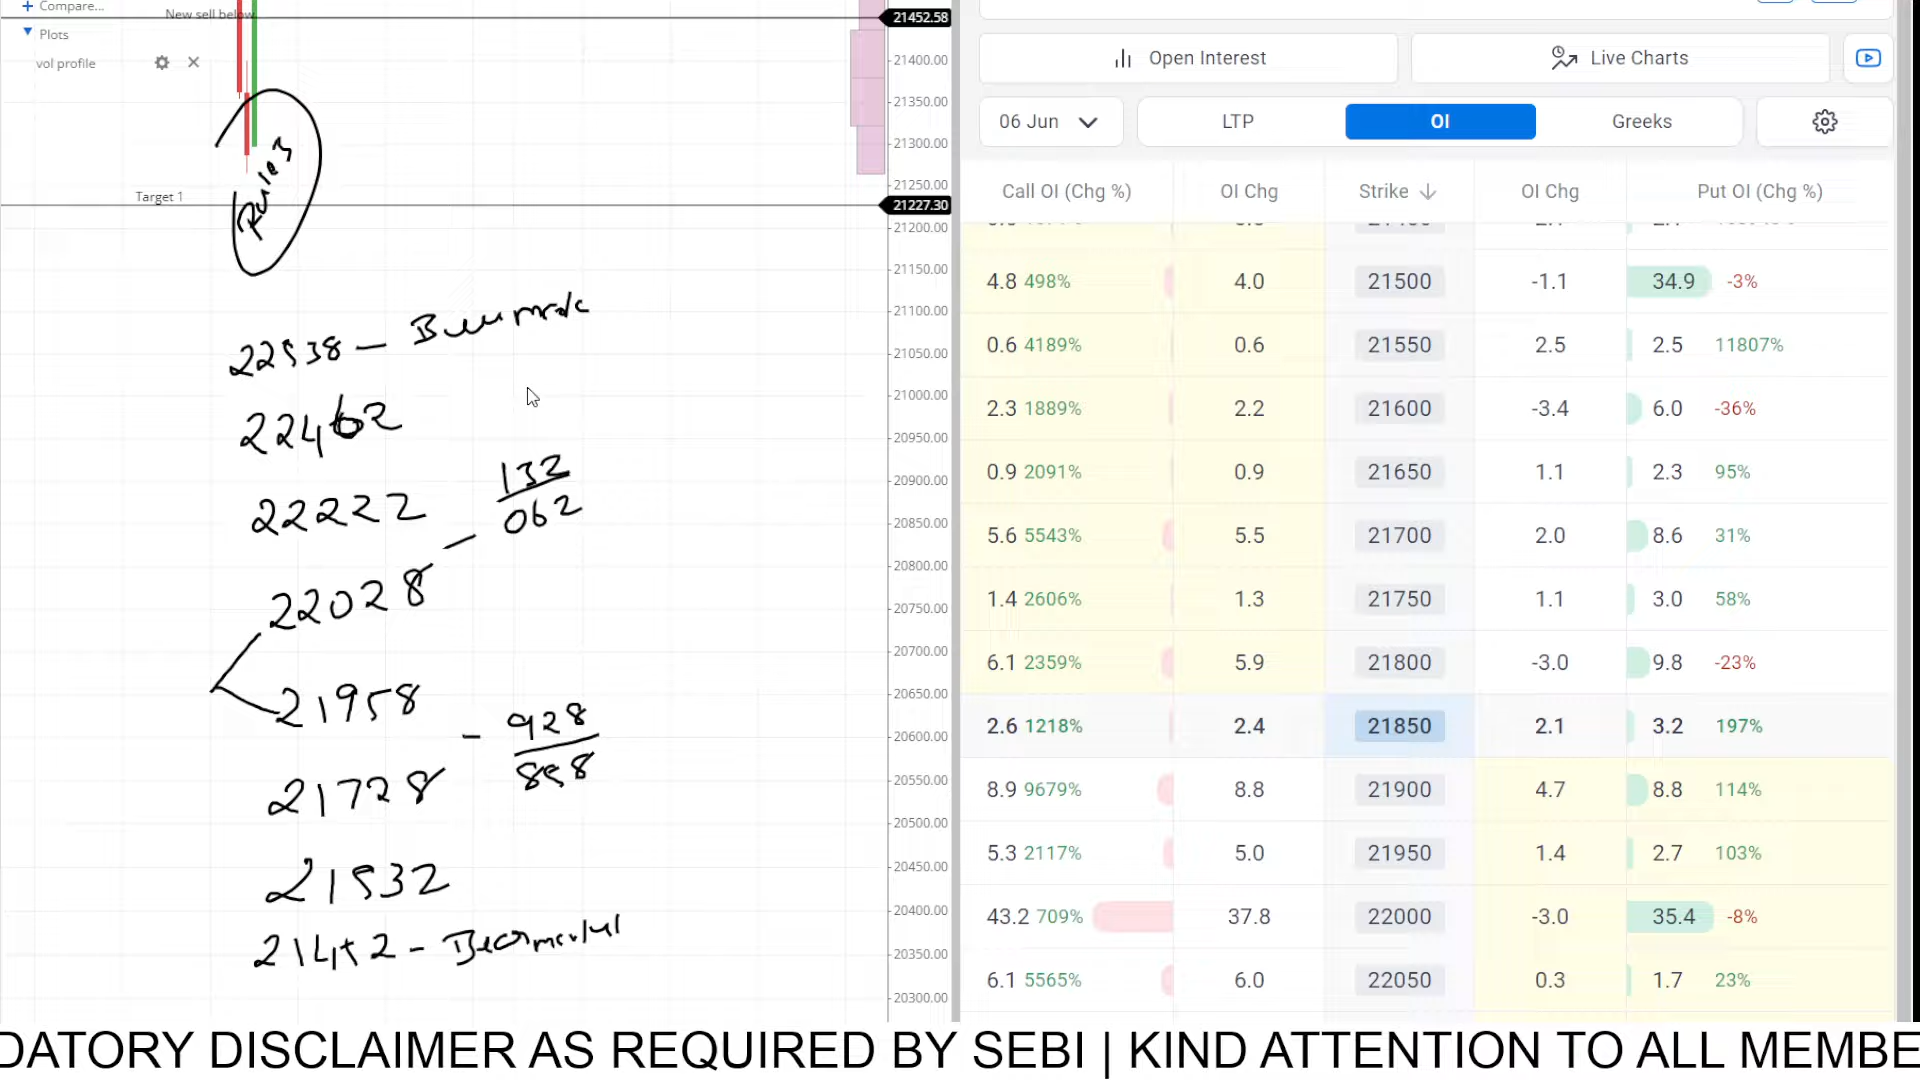 Compare...
New sell below
Plots
vol profile
21452.58
21400.00
21350.00
21300.00
21250.00
Target 1
21227.30
21200.00
21150.00
21100.00
21050.00
21000.00
20950.00
20900.00
20850.00
20800.00
20750.00
20700.00
20650.00
20600.00
20550.00
20500.00
20450.00
20400.00
20350.00
20300.00
22538 -
22462
22222
22028 - 132
062
21958
21728 - 928
858
21532
21452 -
Open Interest Live Charts
06 Jun LTP OI Greeks
Call OI (Chg %) OI Chg Strike OI Chg Put OI (Chg %)
4.8 498% 4.0 21500 -1.1 34.9 -3%
0.6 4189% 0.6 21550 2.5 2.5 11807%
2.3 1889% 2.2 21600 -3.4 6.0 -36%
0.9 2091% 0.9 21650 1.1 2.3 95%
5.6 5543% 5.5 21700 2.0 8.6 31%
1.4 2606% 1.3 21750 1.1 3.0 58%
6.1 2359% 5.9 21800 -3.0 9.8 -23%
2.6 1218% 2.4 21850 2.1 3.2 197%
8.9 9679% 8.8 21900 4.7 8.8 114%
5.3 2117% 5.0 21950 1.4 2.7 103%
43.2 709% 37.8 22000 -3.0 35.4 -8%
6.1 5565% 6.0 22050 0.3 1.7 23%
DATORY DISCLAIMER AS REQUIRED BY SEBI | KIND ATTENTION TO ALL MEMBE